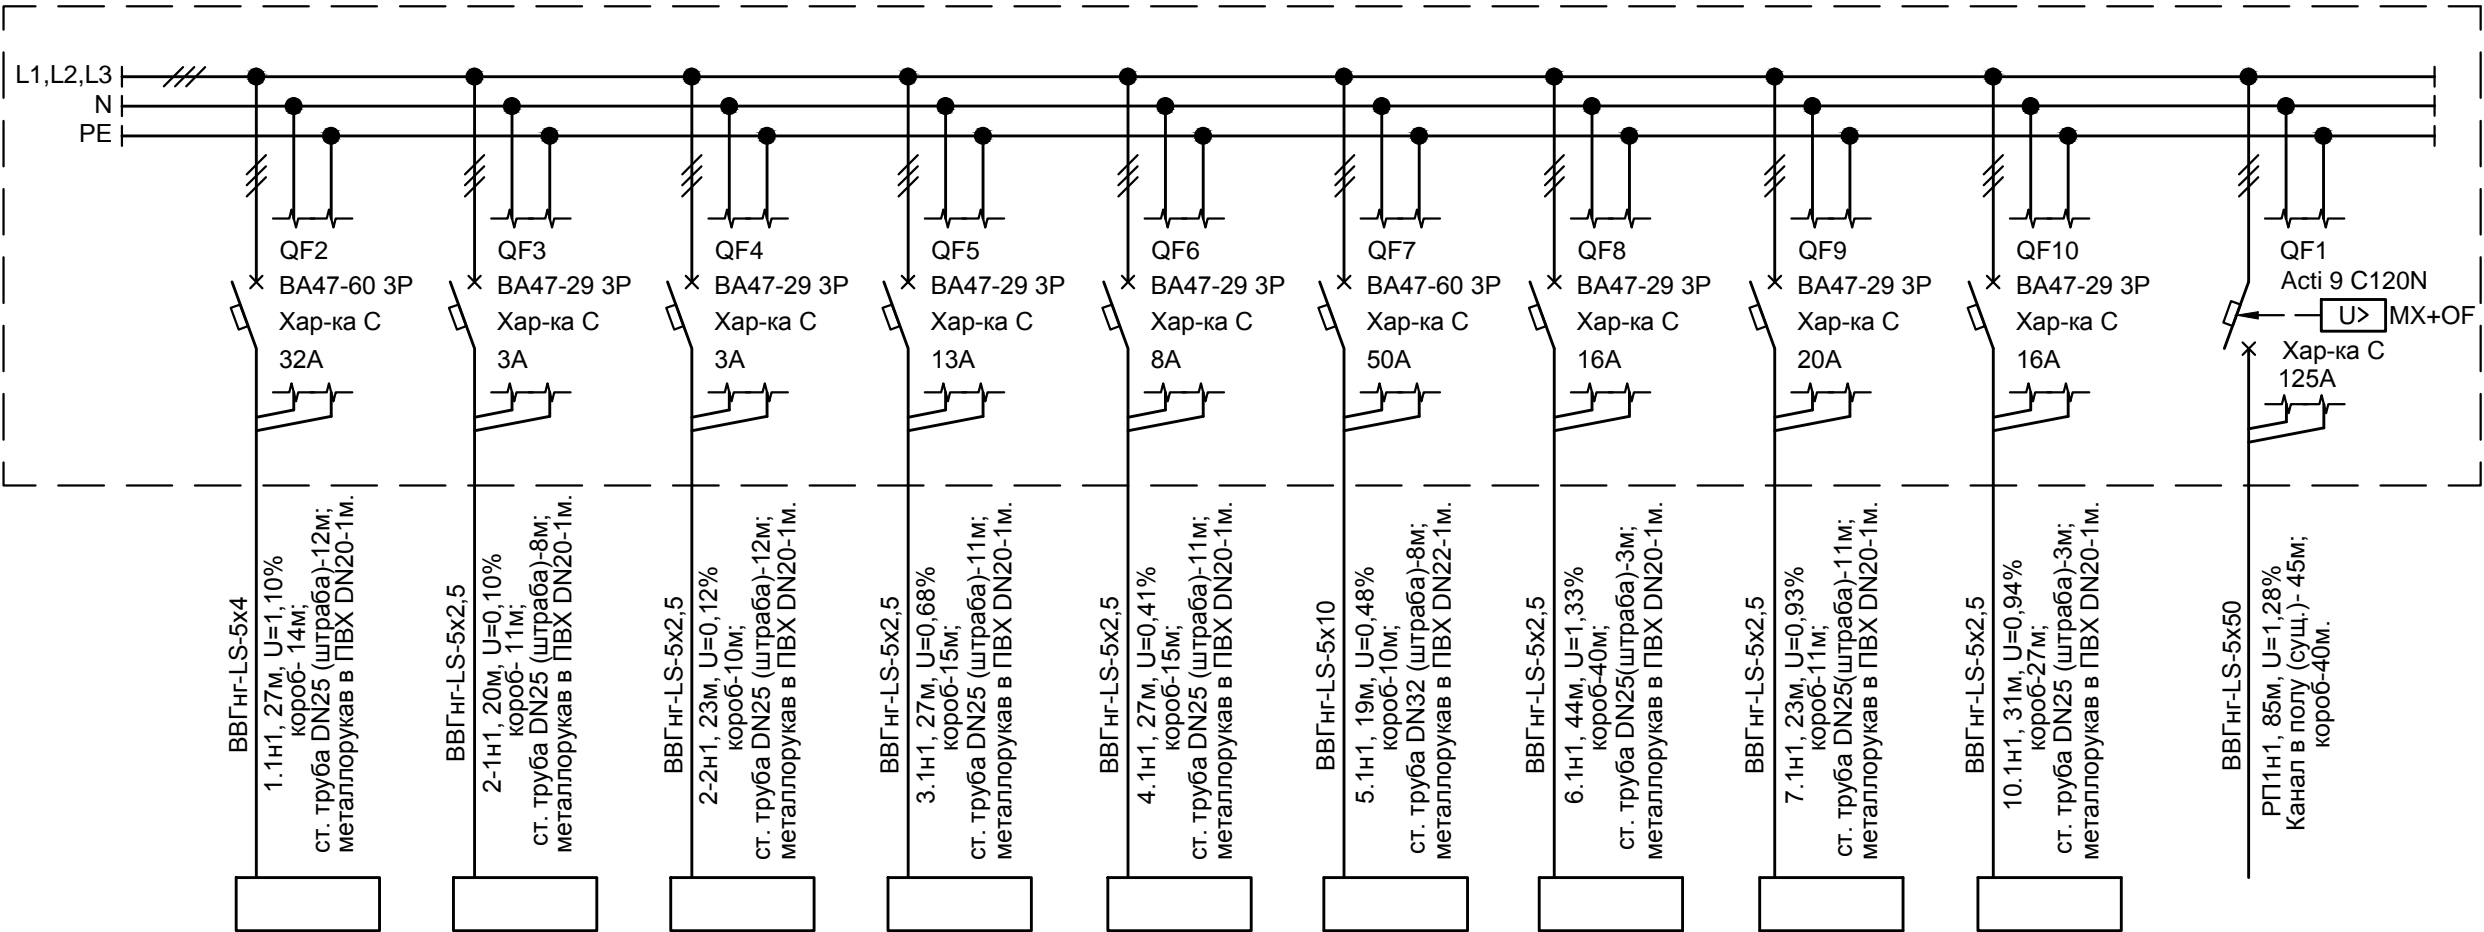 L1,L2,L3
N
PE
QF2
ВА47-60 3Р
Хар-ка С
32А
QF3
ВА47-29 3Р
Хар-ка С
3А
QF4
ВА47-29 3Р
Хар-ка С
3А
QF5
ВА47-29 3Р
Хар-ка С
13А
QF6
ВА47-29 3Р
Хар-ка С
8А
QF7
ВА47-60 3Р
Хар-ка С
50А
QF8
ВА47-29 3Р
Хар-ка С
16А
QF9
ВА47-29 3Р
Хар-ка С
20А
QF10
ВА47-29 3Р
Хар-ка С
16А
QF1
Acti 9 C120N
U> MX+OF
Хар-ка С
125А
ВВГнг-LS-5х4
1.1н1, 27м, U=1,10%
короб- 14м;
ст. труба DN25 (штраба)-12м;
металлорукав в ПВХ DN20-1м.
ВВГнг-LS-5х2,5
2-1н1, 20м, U=0,10%
короб- 11м;
ст. труба DN25 (штраба)-8м;
металлорукав в ПВХ DN20-1м.
ВВГнг-LS-5х2,5
2-2н1, 23м, U=0,12%
короб-10м;
ст. труба DN25 (штраба)-12м;
металлорукав в ПВХ DN20-1м.
ВВГнг-LS-5х2,5
3.1н1, 27м, U=0,68%
короб-15м;
ст. труба DN25 (штраба)-11м;
металлорукав в ПВХ DN20-1м.
ВВГнг-LS-5х2,5
4.1н1, 27м, U=0,41%
короб-15м;
ст. труба DN25 (штраба)-11м;
металлорукав в ПВХ DN20-1м.
ВВГнг-LS-5х10
5.1н1, 19м, U=0,48%
короб-10м;
ст. труба DN32 (штраба)-8м;
металлорукав в ПВХ DN22-1м.
ВВГнг-LS-5х2,5
6.1н1, 44м, U=1,33%
короб-40м;
ст. труба DN25(штраба)-3м;
металлорукав в ПВХ DN20-1м.
ВВГнг-LS-5х2,5
7.1н1, 23м, U=0,93%
короб-11м;
ст. труба DN25(штраба)-11м;
металлорукав в ПВХ DN20-1м.
ВВГнг-LS-5х2,5
10.1н1, 31м, U=0,94%
короб-27м;
ст. труба DN25 (штраба)-3м;
металлорукав в ПВХ DN20-1м.
ВВГнг-LS-5х50
РП1н1, 85м, U=1,28%
Канал в полу (сущ.)- 45м;
короб-40м.